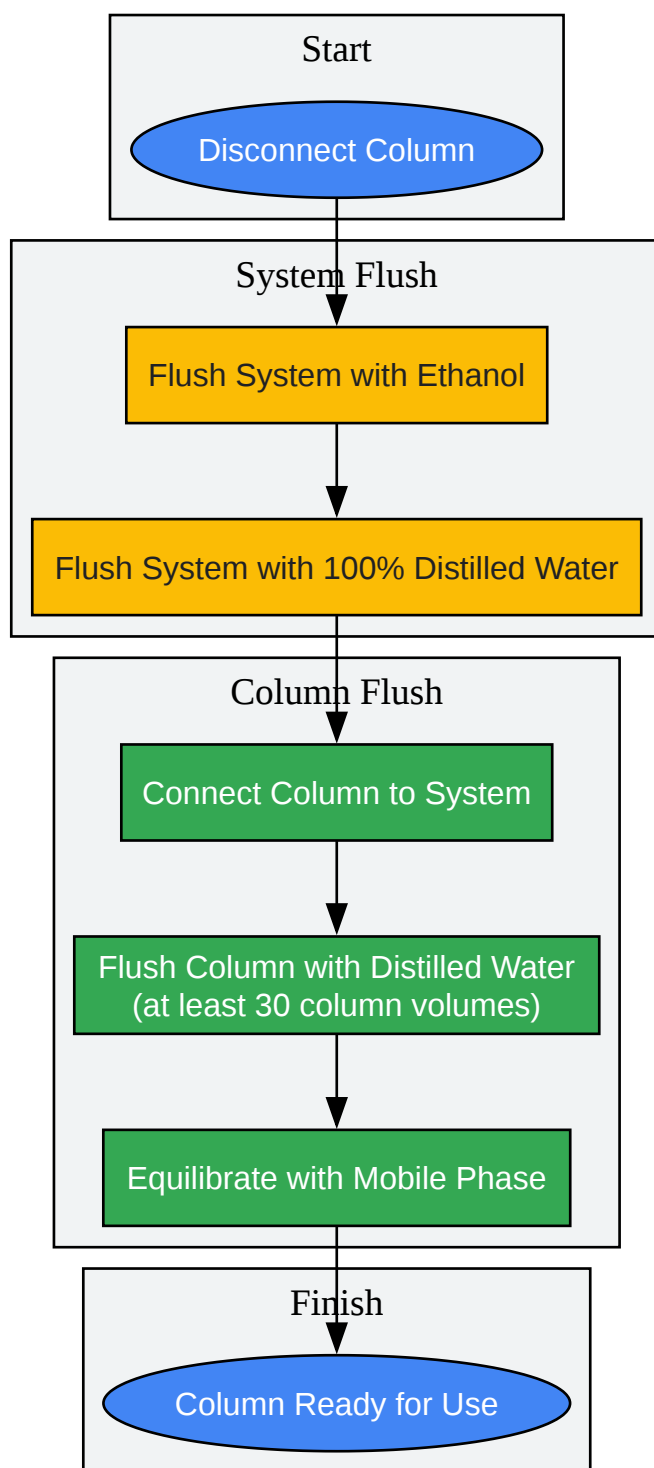 Start
Disconnect Column
System Flush
Flush System with Ethanol
Flush System with 100% Distilled Water
Column Flush
Connect Column to System
Flush Column with Distilled Water
(at least 30 column volumes)
Equilibrate with Mobile Phase
Finish
Column Ready for Use